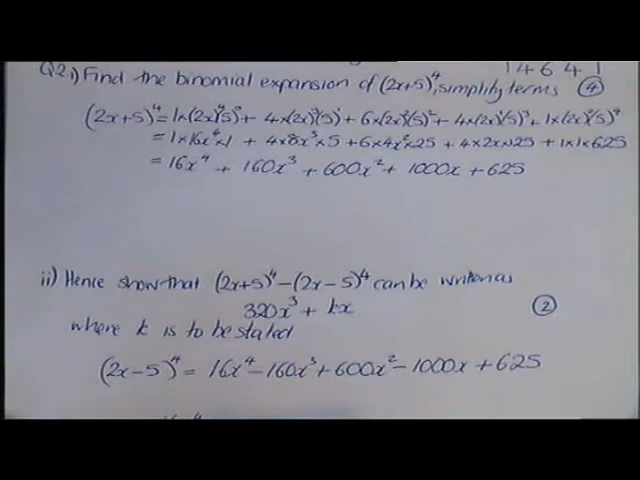 1 4 6 4 1
Q2. i) Find the binomial expansion of (2x+5)⁴, simplify terms ④
(2x+5)⁴ = 1×(2x)⁴(5)⁰ + 4×(2x)³(5)¹ + 6×(2x)²(5)² + 4×(2x)¹(5)³ + 1×(2x)⁰(5)⁴
= 1×16x⁴×1 + 4×8x³×5 + 6×4x²×25 + 4×2x×125 + 1×1×625
= 16x⁴ + 160x³ + 600x² + 1000x + 625
ii) Hence show that (2x+5)⁴ − (2x−5)⁴ can be written as
320x³ + kx ②
where k is to be stated
(2x−5)⁴ = 16x⁴ − 160x³ + 600x² − 1000x + 625